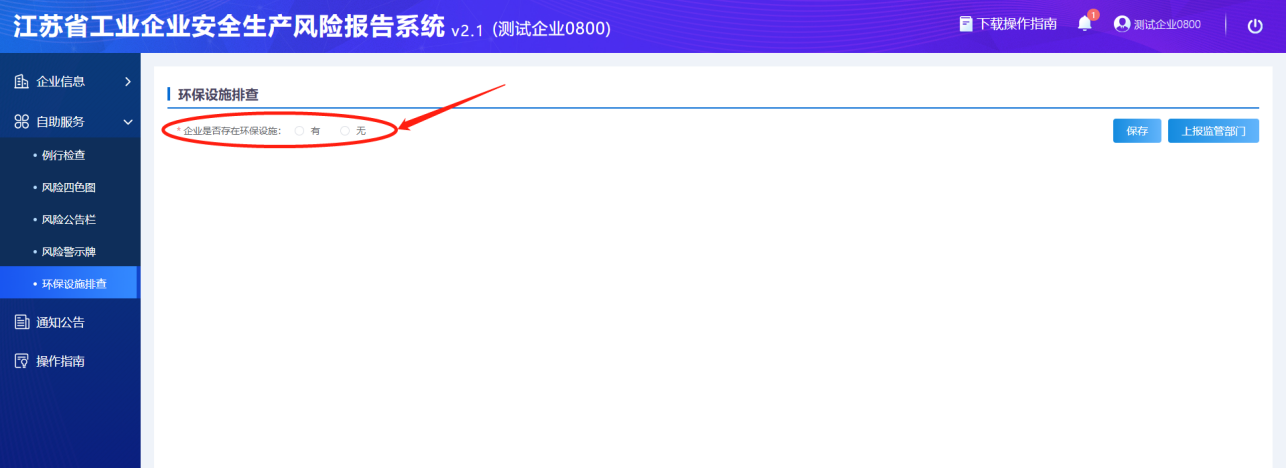 江苏省工业企业安全生产风险报告系统 v2.1 (测试企业0800)
下载操作指南
1
测试企业0800
企业信息
自助服务
• 例行检查
• 风险四色图
• 风险公告栏
• 风险警示牌
• 环保设施排查
通知公告
操作指南
环保设施排查
* 企业是否存在环保设施: 有 无
保存 上报监管部门